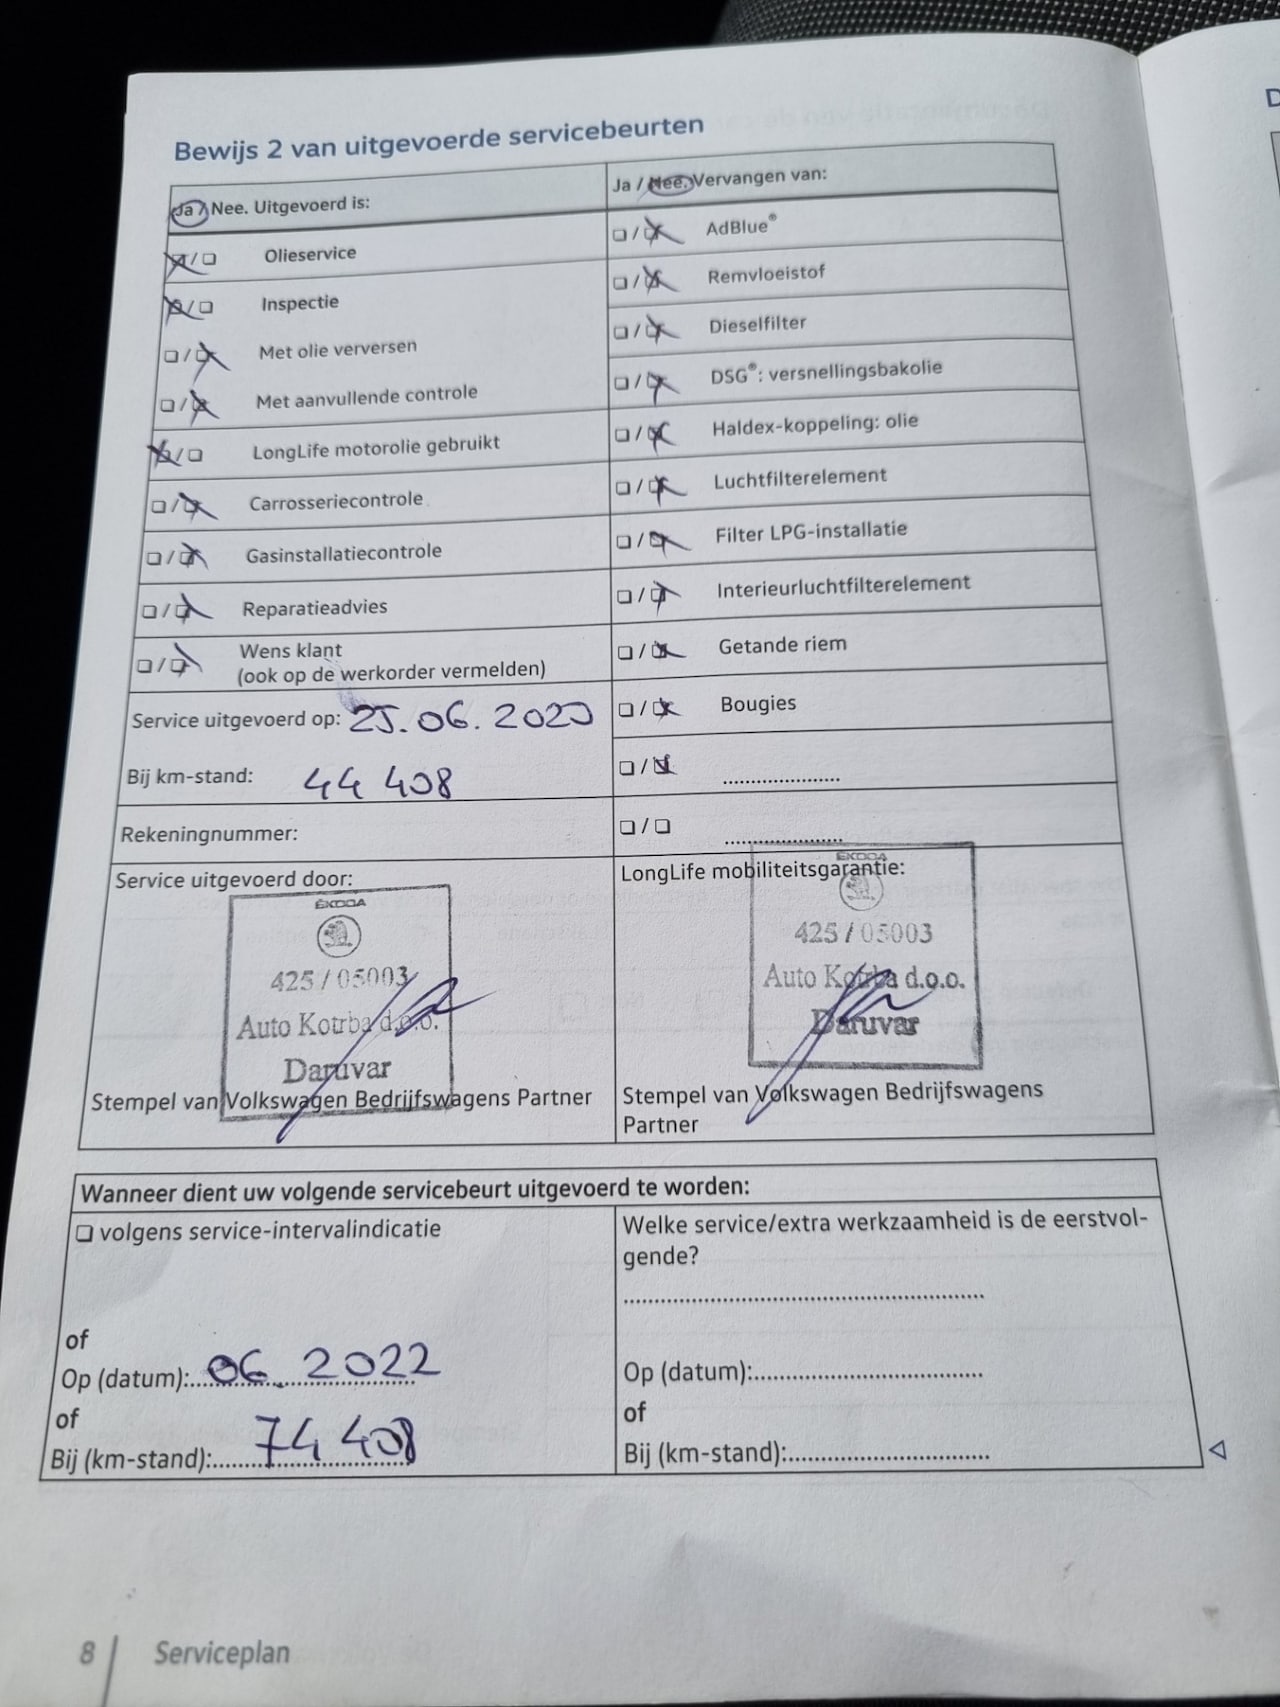 Bewijs 2 van uitgevoerde servicebeurten
Ja / Nee. Uitgevoerd is:
Olieservice
Inspectie
Met olie verversen
Met aanvullende controle
LongLife motorolie gebruikt
Carrosseriecontrole
Gasinstallatiecontrole
Reparatieadvies
Wens klant
(ook op de werkorder vermelden)
Service uitgevoerd op: 25.06.2020
Bij km-stand: 44 408
Rekeningnummer:
Ja / Nee. Vervangen van:
AdBlue®
Remvloeistof
Dieselfilter
DSG®: versnellingsbakolie
Haldex-koppeling: olie
Luchtfilterelement
Filter LPG-installatie
Interieurluchtfilterelement
Getande riem
Bougies
....................
....................
Service uitgevoerd door:
ŠKODA
425 / 05003
Auto Kotrba d.o.o.
Daruvar
Stempel van Volkswagen Bedrijfswagens Partner
LongLife mobiliteitsgarantie:
ŠKODA
425 / 05003
Auto Kotrba d.o.o.
Daruvar
Stempel van Volkswagen Bedrijfswagens
Partner
Wanneer dient uw volgende servicebeurt uitgevoerd te worden:
volgens service-intervalindicatie
of
Op (datum): 06. 2022
of
Bij (km-stand): 74 408
Welke service/extra werkzaamheid is de eerstvol-
gende?
....................
Op (datum):....................
of
Bij (km-stand):....................
8 | Serviceplan